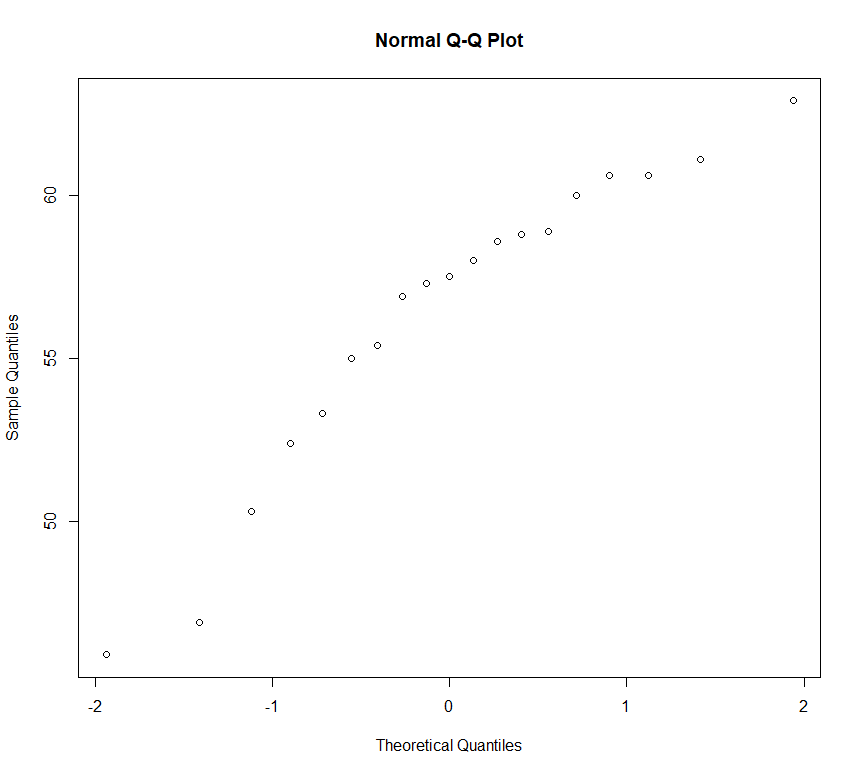 Normal Q-Q Plot
Sample Quantiles
60
55
50
-2 -1 0 1 2
Theoretical Quantiles